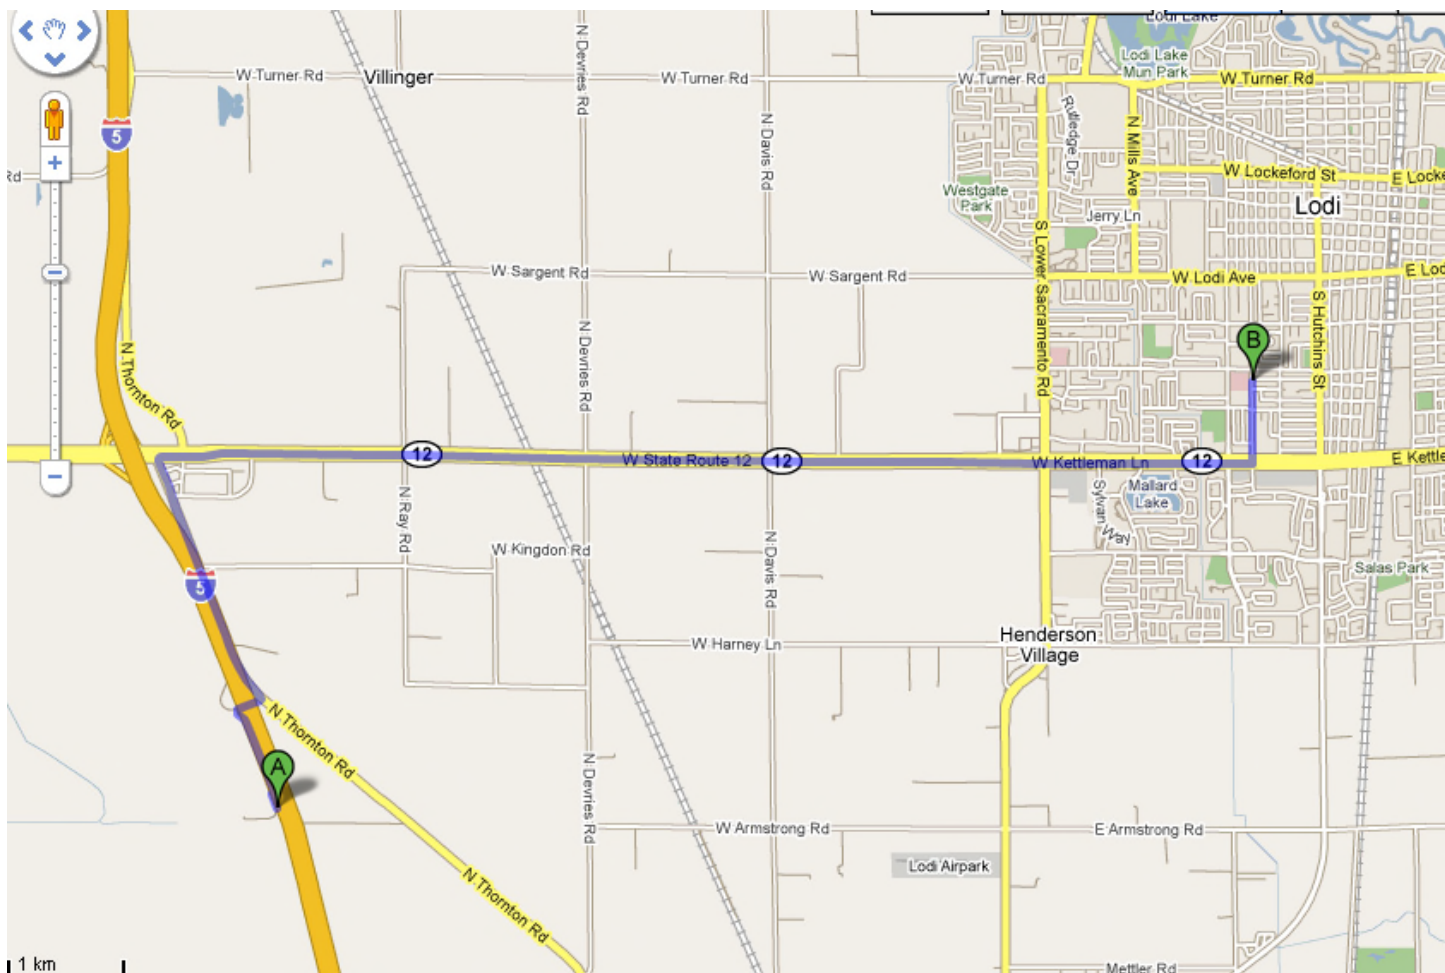 Lodi Lake
Lodi Lake
Mun Park
W Turner Rd
Villinger
W Turner Rd
W Turner Rd
W Turner Rd
N Devries Rd
5
N Davis Rd
Rutledge Dr
N Mills Ave
Rd
W Lockeford St
E Locke
Westgate
Park
Lodi
Jerry Ln
S Lower Sacramento Rd
W Sargent Rd
W Sargent Rd
W Lodi Ave
E Lod
S Hutchins St
N Devries Rd
B
N Thornton Rd
12
W State Route 12
12
W Kettleman Ln
12
E Kettle
Mallard
Lake
Sylvan Way
N Ray Rd
W Kingdon Rd
N Davis Rd
Salas Park
5
W Harney Ln
Henderson
Village
N Thornton Rd
A
N Devries Rd
W Armstrong Rd
E Armstrong Rd
Lodi Airpark
N Thornton Rd
1 km
Mettler Rd